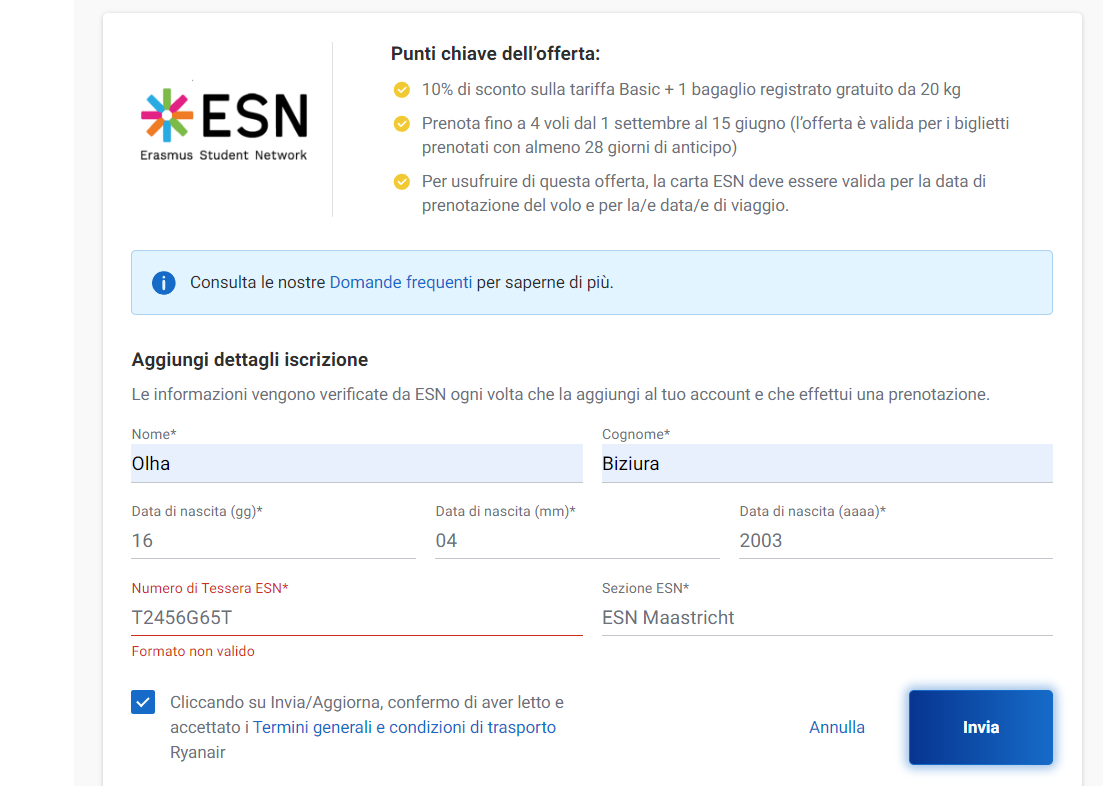 ESN
Erasmus Student Network
Punti chiave dell’offerta:
10% di sconto sulla tariffa Basic + 1 bagaglio registrato gratuito da 20 kg
Prenota fino a 4 voli dal 1 settembre al 15 giugno (l’offerta è valida per i biglietti
prenotati con almeno 28 giorni di anticipo)
Per usufruire di questa offerta, la carta ESN deve essere valida per la data di
prenotazione del volo e per la/e data/e di viaggio.
Consulta le nostre Domande frequenti per saperne di più.
Aggiungi dettagli iscrizione
Le informazioni vengono verificate da ESN ogni volta che la aggiungi al tuo account e che effettui una prenotazione.
Nome* Cognome*
Olha Biziura
Data di nascita (gg)* Data di nascita (mm)* Data di nascita (aaaa)*
16 04 2003
Numero di Tessera ESN* Sezione ESN*
T2456G65T ESN Maastricht
Formato non valido
Cliccando su Invia/Aggiorna, confermo di aver letto e
accettato i Termini generali e condizioni di trasporto
Ryanair
Annulla Invia